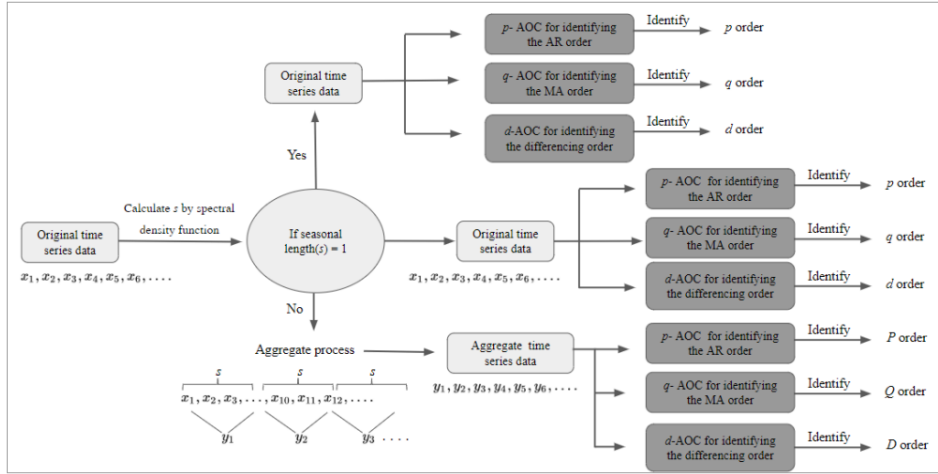 p- AOC for identifying
the AR order
Identify
p order
Original time
series data
q- AOC for identifying
the MA order
Identify
q order
d-AOC for identifying
the differencing order
Identify
d order
Yes
Original time
series data
x₁, x₂, x₃, x₄, x₅, x₆, ....
Calculate s by spectral
density function
If seasonal
length(s) = 1
Original time
series data
x₁, x₂, x₃, x₄, x₅, x₆, ....
p- AOC for identifying
the AR order
Identify
p order
q- AOC for identifying
the MA order
Identify
q order
d-AOC for identifying
the differencing order
Identify
d order
No
Aggregate process
s s s
x₁, x₂, x₃, ..., x₁₀, x₁₁, x₁₂, ....
y₁ y₂ y₃ ....
Aggregate time
series data
y₁, y₂, y₃, y₄, y₅, y₆, ....
p- AOC for identifying
the AR order
Identify
P order
q- AOC for identifying
the MA order
Identify
Q order
d-AOC for identifying
the differencing order
Identify
D order